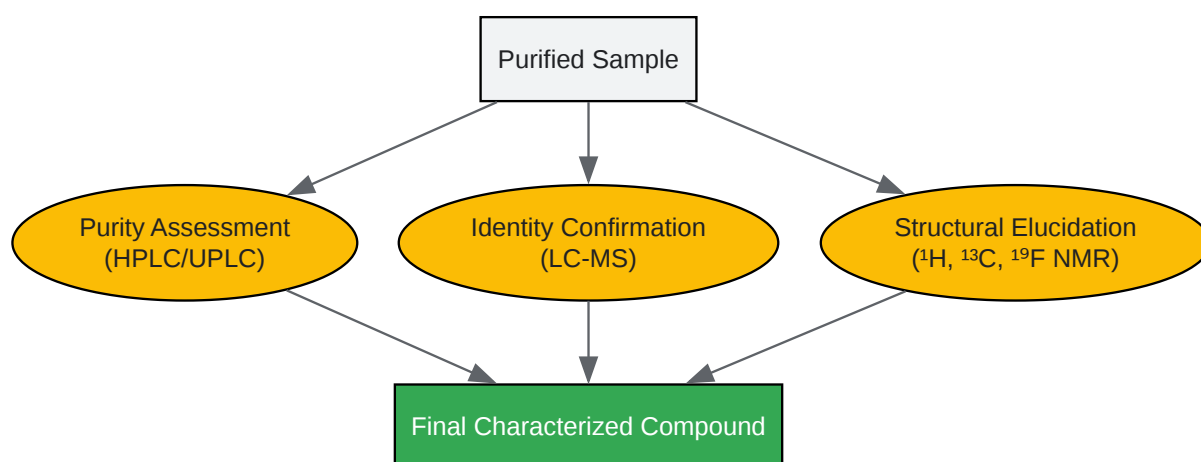 Purified Sample
Purity Assessment
(HPLC/UPLC)
Identity Confirmation
(LC-MS)
Structural Elucidation
(¹H, ¹³C, ¹⁹F NMR)
Final Characterized Compound